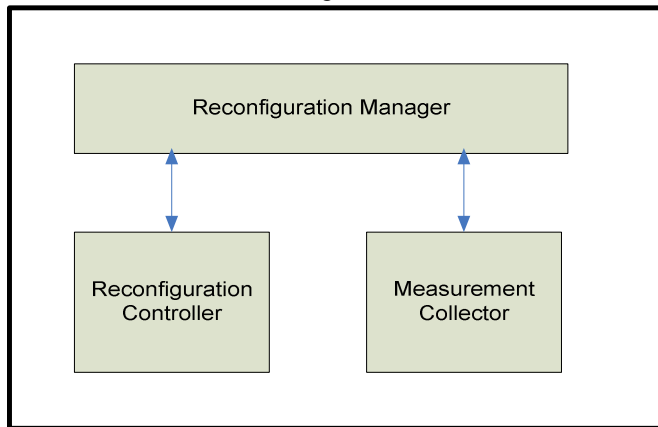 Reconfiguration Manager
Reconfiguration
Controller
Measurement
Collector